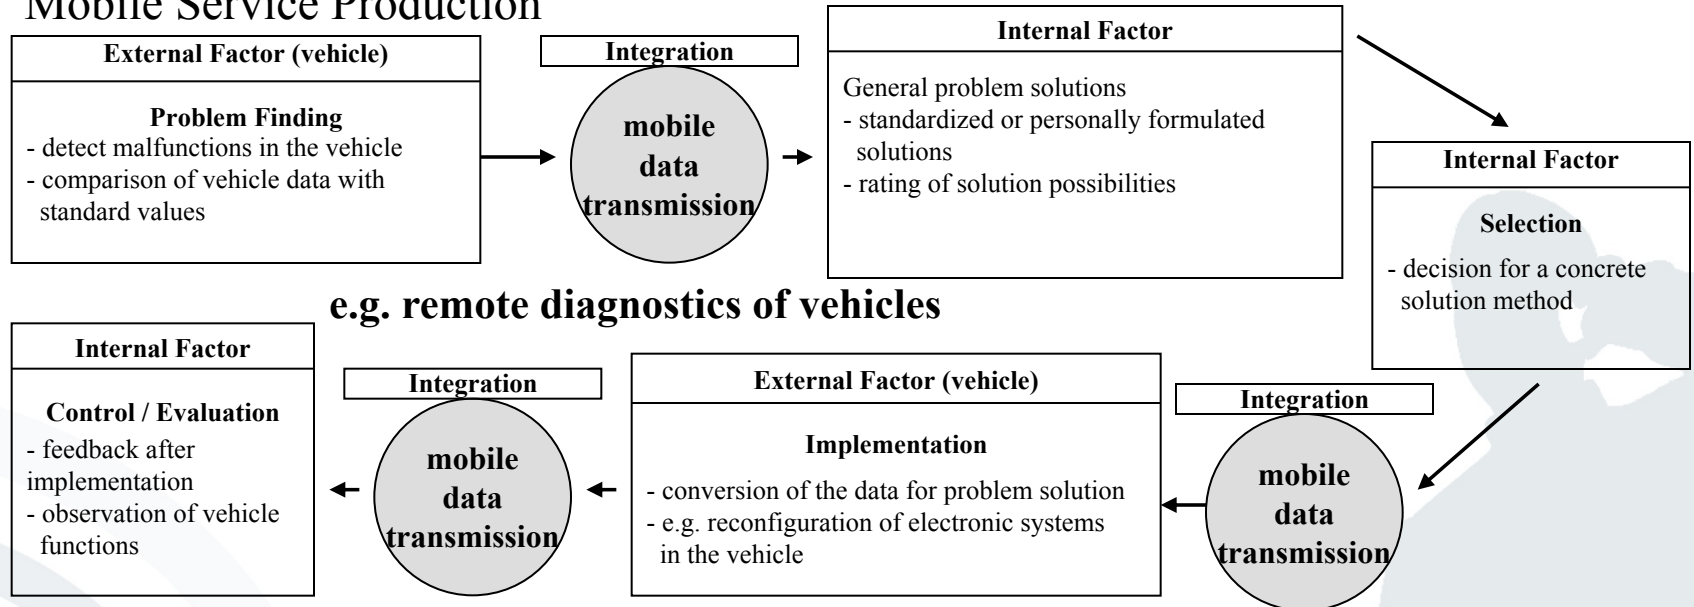 Mobile Service Production
External Factor (vehicle)
Problem Finding
- detect malfunctions in the vehicle
- comparison of vehicle data with
standard values
Integration
mobile
data
transmission
Internal Factor
General problem solutions
- standardized or personally formulated
solutions
- rating of solution possibilities
Internal Factor
Selection
- decision for a concrete
solution method
e.g. remote diagnostics of vehicles
Integration
mobile
data
transmission
External Factor (vehicle)
Implementation
- conversion of the data for problem solution
- e.g. reconfiguration of electronic systems
in the vehicle
Integration
mobile
data
transmission
Internal Factor
Control / Evaluation
- feedback after
implementation
- observation of vehicle
functions